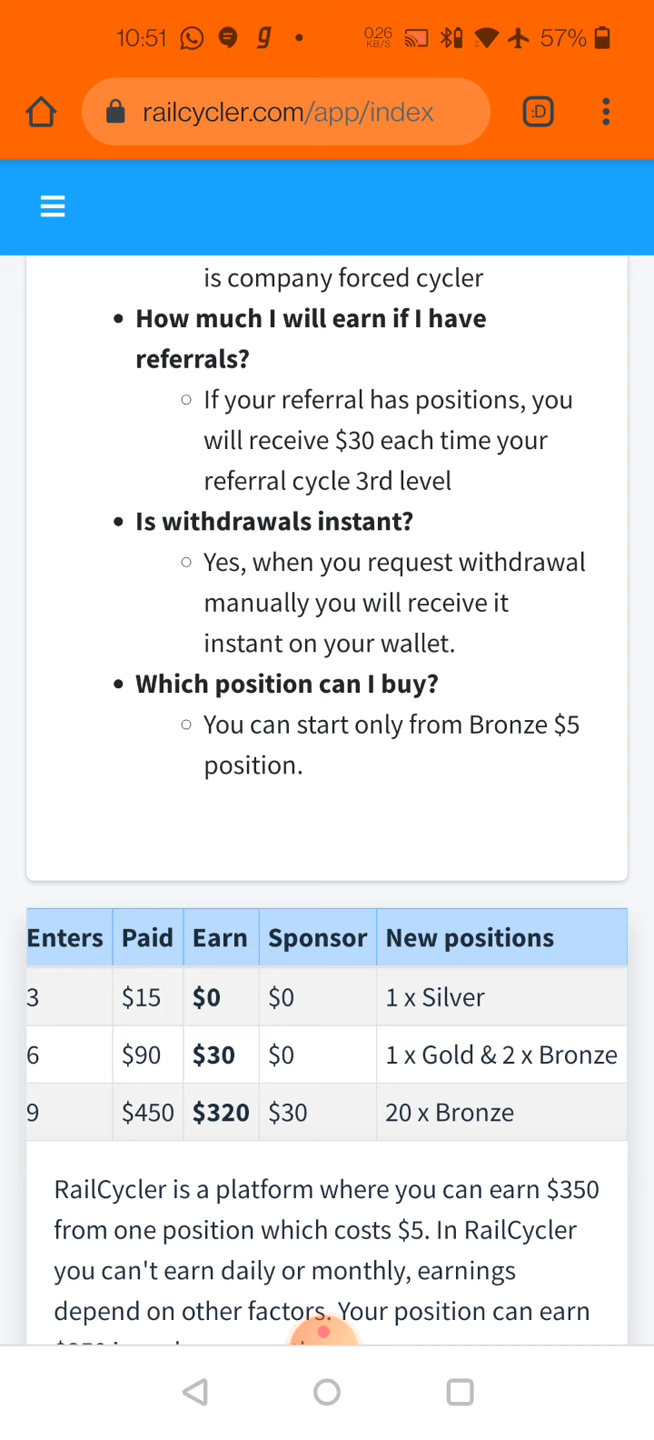 10:51 g 0.26 KB/S 57%
railcycler.com/app/index :D
is company forced cycler
• How much I will earn if I have
referrals?
○ If your referral has positions, you
will receive $30 each time your
referral cycle 3rd level
• Is withdrawals instant?
○ Yes, when you request withdrawal
manually you will receive it
instant on your wallet.
• Which position can I buy?
○ You can start only from Bronze $5
position.
Enters Paid Earn Sponsor New positions
3 $15 $0 $0 1 x Silver
6 $90 $30 $0 1 x Gold & 2 x Bronze
9 $450 $320 $30 20 x Bronze
RailCycler is a platform where you can earn $350
from one position which costs $5. In RailCycler
you can't earn daily or monthly, earnings
depend on other factors. Your position can earn